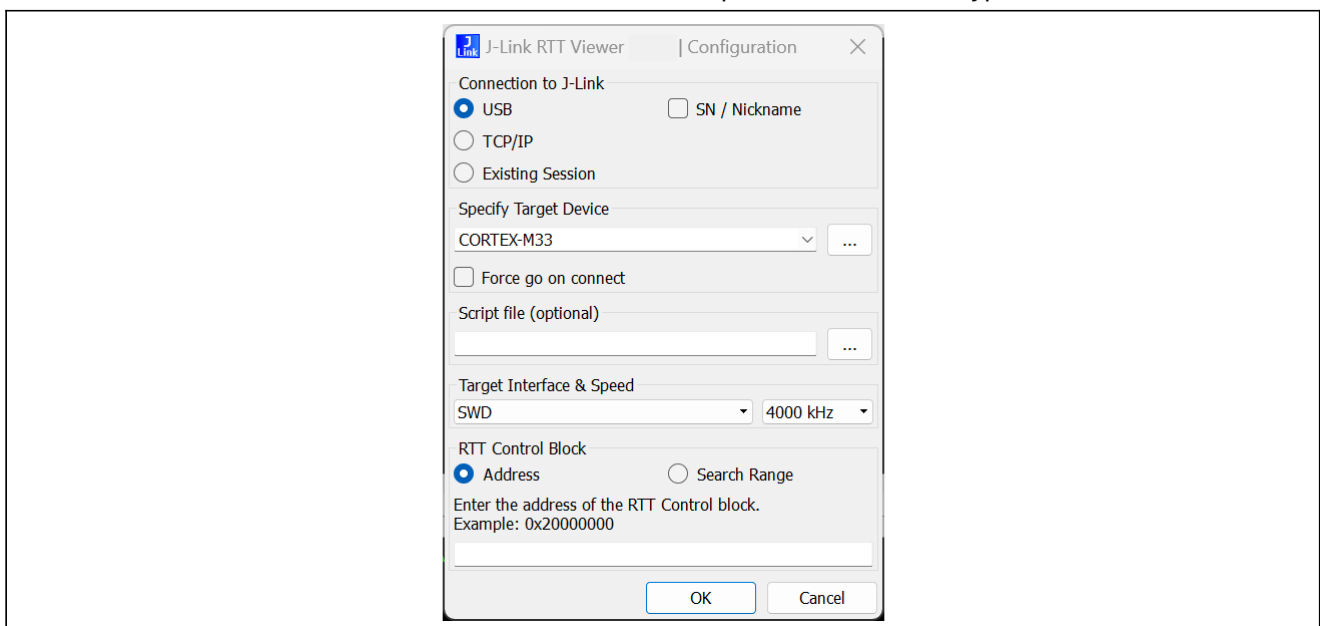 J-Link RTT Viewer | Configuration
Connection to J-Link
USB SN / Nickname
TCP/IP
Existing Session
Specify Target Device
CORTEX-M33 ...
Force go on connect
Script file (optional)
...
Target Interface & Speed
SWD 4000 kHz
RTT Control Block
Address Search Range
Enter the address of the RTT Control block.
Example: 0x20000000
OK Cancel